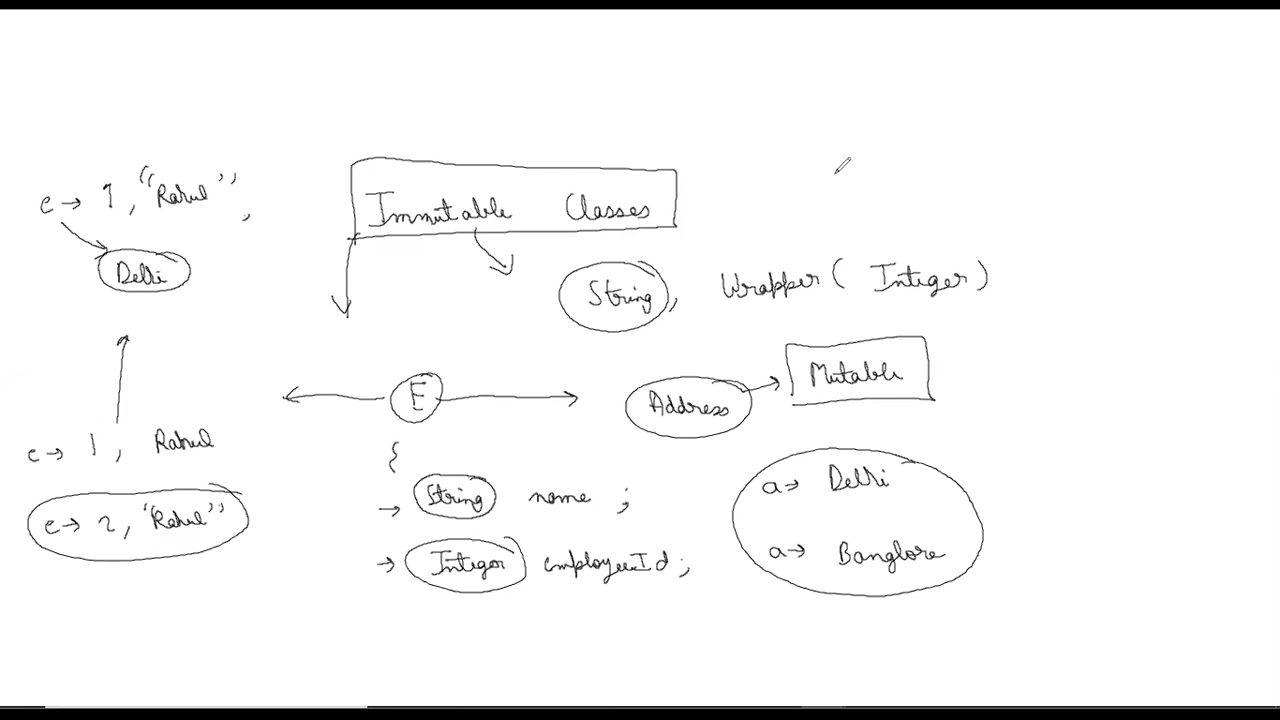 e → 1, "Rahul",
Delhi
Immutable Classes
String, Wrapper ( Integer )
E
Address → Mutable
{
e → 1, Rahul
e → 2, "Rahul"
→ String name ;
→ Integer employeeId ;
a → Delhi
a → Banglore